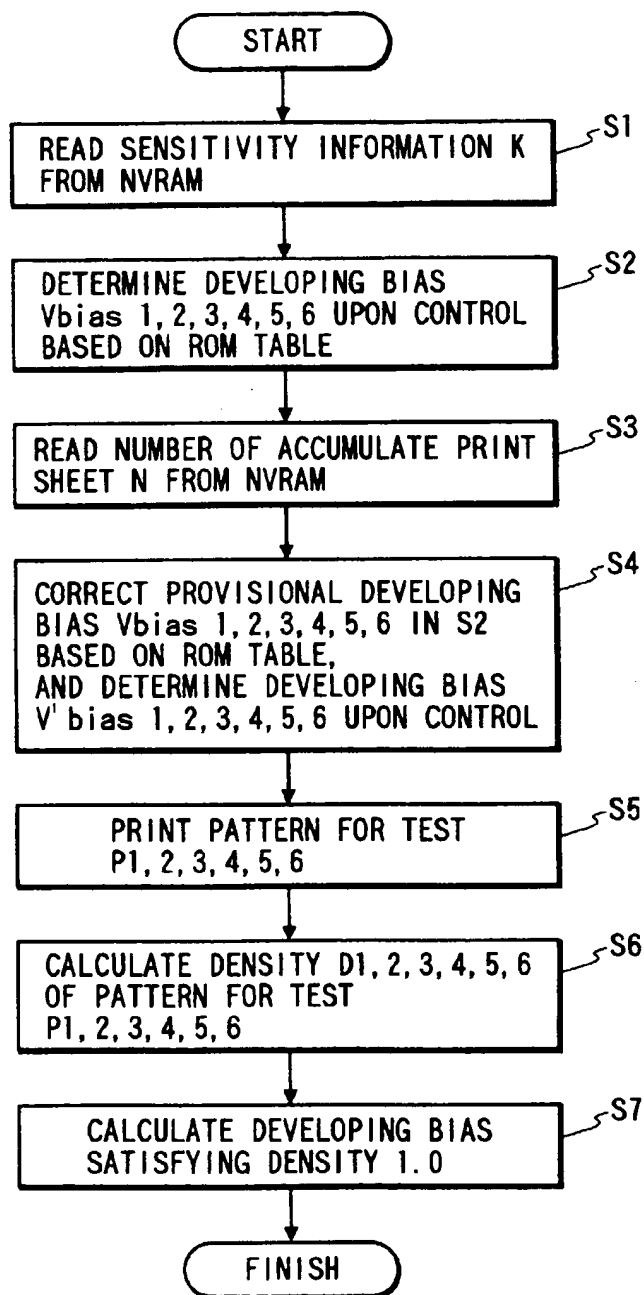 START
S1
READ SENSITIVITY INFORMATION K
FROM NVRAM
S2
DETERMINE DEVELOPING BIAS
Vbias 1, 2, 3, 4, 5, 6 UPON CONTROL
BASED ON ROM TABLE
S3
READ NUMBER OF ACCUMULATE PRINT
SHEET N FROM NVRAM
S4
CORRECT PROVISIONAL DEVELOPING
BIAS Vbias 1, 2, 3, 4, 5, 6 IN S2
BASED ON ROM TABLE,
AND DETERMINE DEVELOPING BIAS
V' bias 1, 2, 3, 4, 5, 6 UPON CONTROL
S5
PRINT PATTERN FOR TEST
P1, 2, 3, 4, 5, 6
S6
CALCULATE DENSITY D1, 2, 3, 4, 5, 6
OF PATTERN FOR TEST
P1, 2, 3, 4, 5, 6
S7
CALCULATE DEVELOPING BIAS
SATISFYING DENSITY 1.0
FINISH